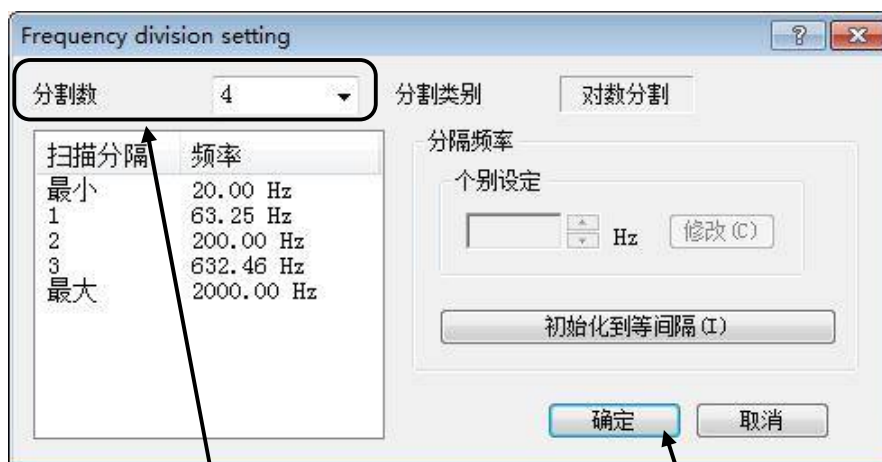 Frequency division setting
分割数 4 分割类别 对数分割
扫描分隔 频率
最小 20.00 Hz
1 63.25 Hz
2 200.00 Hz
3 632.46 Hz
最大 2000.00 Hz
分隔频率
个别设定
Hz 修改(C)
初始化到等间隔(I)
确定 取消